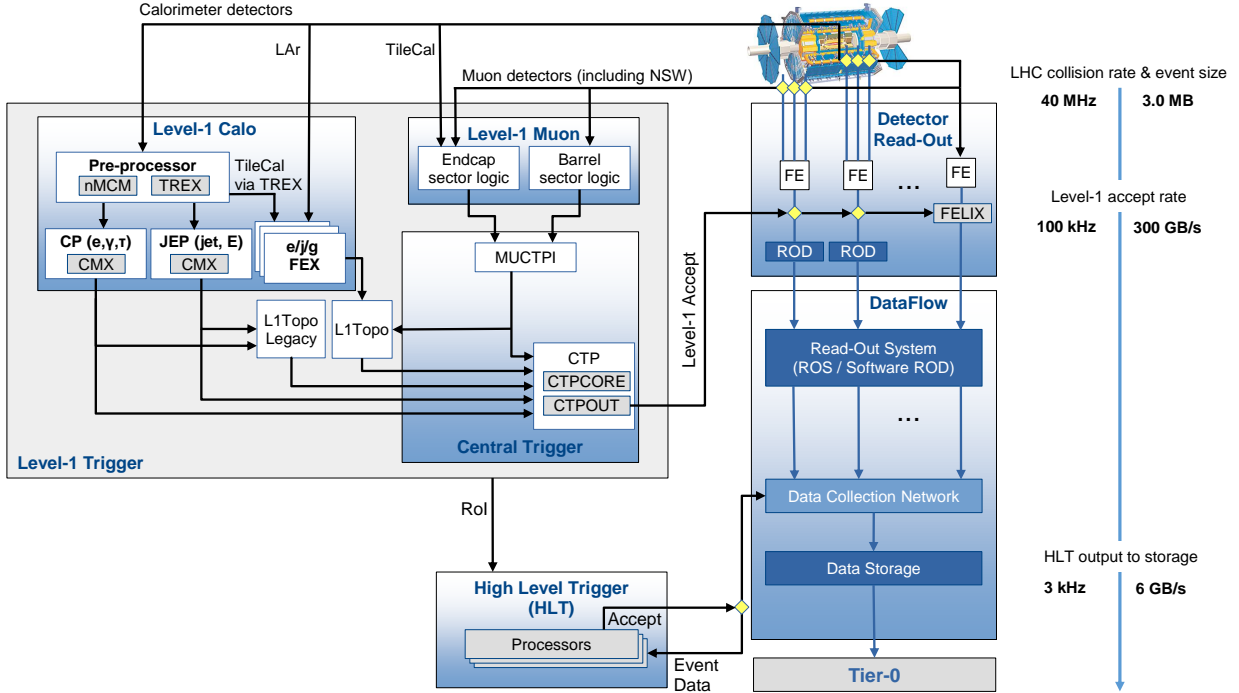 Calorimeter detectors
LAr
TileCal
Muon detectors (including NSW)
Level-1 Calo
Pre-processor
nMCM
TREX
TileCal
via TREX
CP (e,γ,τ)
CMX
JEP (jet, E)
CMX
e/j/g
FEX
Level-1 Muon
Endcap
sector logic
Barrel
sector logic
MUCTPI
L1Topo
Legacy
L1Topo
CTP
CTPCORE
CTPOUT
Central Trigger
Level-1 Trigger
Level-1 Accept
RoI
High Level Trigger
(HLT)
Accept
Processors
Event
Data
Detector
Read-Out
FE
FE
...
FE
FELIX
ROD
ROD
DataFlow
Read-Out System
(ROS / Software ROD)
...
Data Collection Network
Data Storage
Tier-0
LHC collision rate & event size
40 MHz
3.0 MB
Level-1 accept rate
100 kHz
300 GB/s
HLT output to storage
3 kHz
6 GB/s